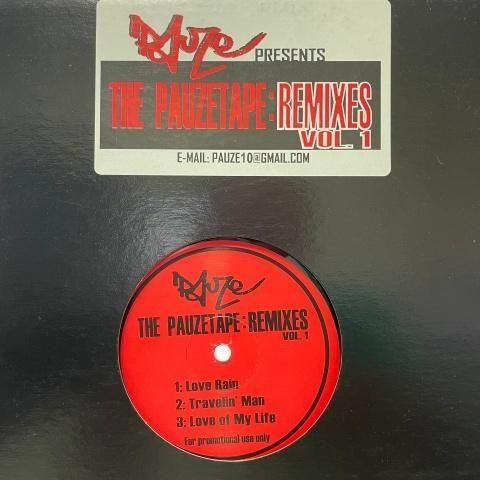 Pauze PRESENTS
THE PAUZETAPE: REMIXES
VOL. 1
E-MAIL: PAUZE10@GMAIL.COM
Pauze
THE PAUZETAPE: REMIXES
VOL. 1
1: Love Rain
2: Travelin' Man
3: Love of My Life
For promotional use only